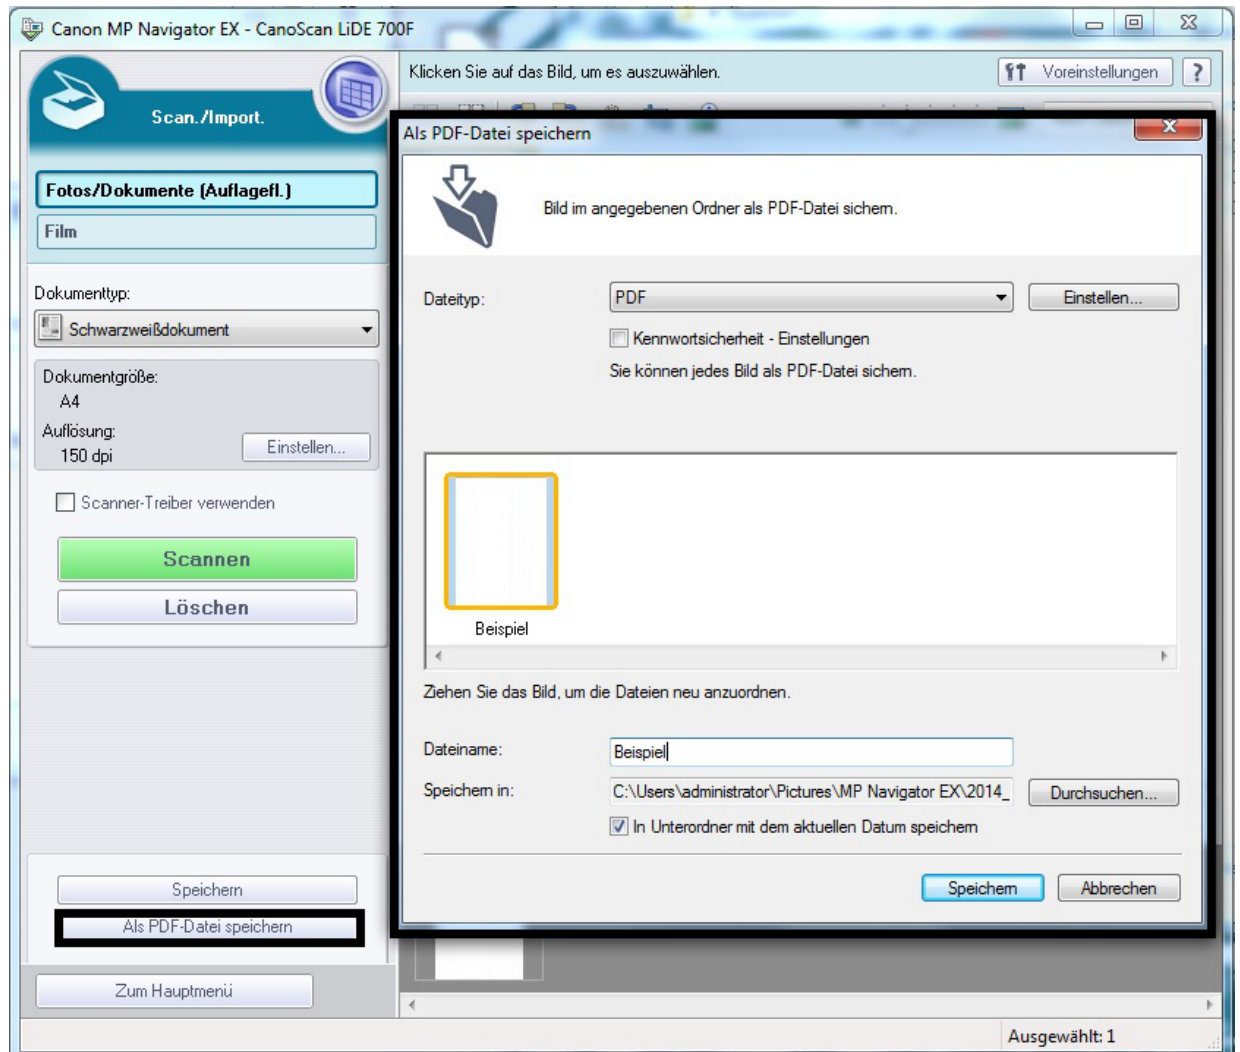 Canon MP Navigator EX - CanoScan LiDE 700F
Scan./Import.
Klicken Sie auf das Bild, um es auszuwählen.
Voreinstellungen
?
Fotos/Dokumente (Auflagefl.)
Film
Dokumenttyp:
Schwarzweißdokument
Dokumentgröße:
A4
Auflösung:
150 dpi
Einstellen...
Scanner-Treiber verwenden
Scannen
Löschen
Speichern
Als PDF-Datei speichern
Zum Hauptmenü
Als PDF-Datei speichern
Bild im angegebenen Ordner als PDF-Datei sichern.
Dateityp:
PDF
Einstellen...
Kennwortsicherheit - Einstellungen
Sie können jedes Bild als PDF-Datei sichern.
Beispiel
Ziehen Sie das Bild, um die Dateien neu anzuordnen.
Dateiname:
Beispiel
Speichern in:
C:\Users\administrator\Pictures\MP Navigator EX\2014_
Durchsuchen...
In Unterordner mit dem aktuellen Datum speichern
Speichern
Abbrechen
Ausgewählt: 1